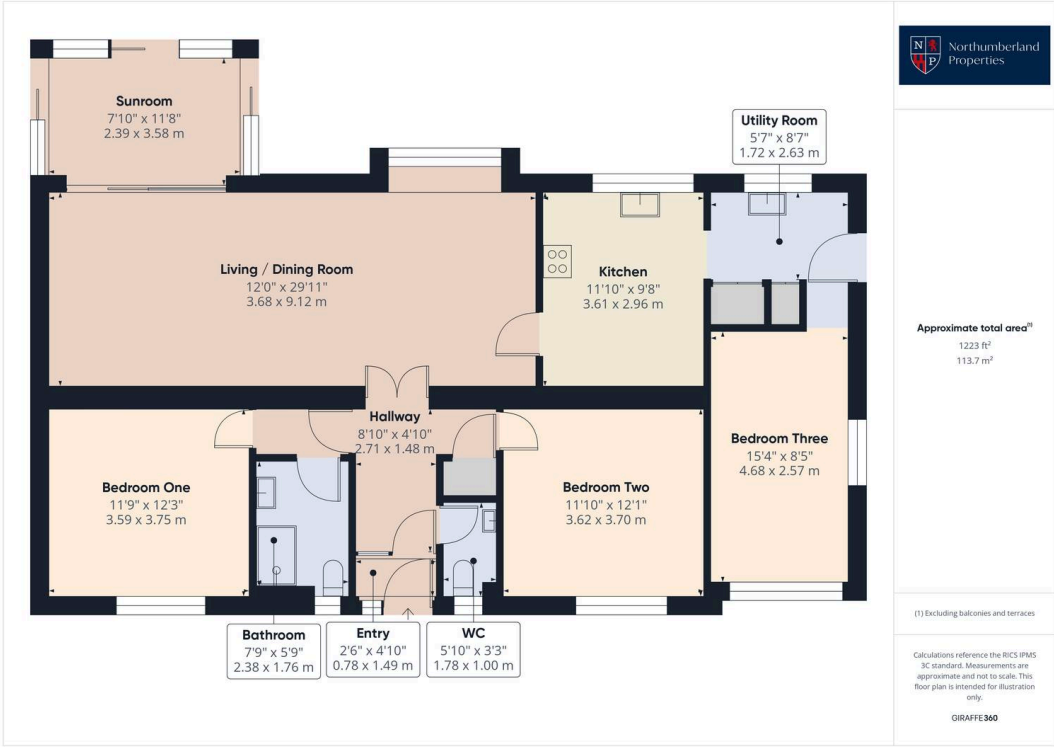 Sunroom
7'10" x 11'8"
2.39 x 3.58 m
Utility Room
5'7" x 8'7"
1.72 x 2.63 m
Living / Dining Room
12'0" x 29'11"
3.68 x 9.12 m
Kitchen
11'10" x 9'8"
3.61 x 2.96 m
Hallway
8'10" x 4'10"
2.71 x 1.48 m
Bedroom Three
15'4" x 8'5"
4.68 x 2.57 m
Bedroom One
11'9" x 12'3"
3.59 x 3.75 m
Bedroom Two
11'10" x 12'1"
3.62 x 3.70 m
Bathroom
7'9" x 5'9"
2.38 x 1.76 m
Entry
2'6" x 4'10"
0.78 x 1.49 m
WC
5'10" x 3'3"
1.78 x 1.00 m
N
P
Northumberland
Properties
Approximate total area⁽¹⁾
1223 ft²
113.7 m²
(1) Excluding balconies and terraces
Calculations reference the RICS IPMS
3C standard. Measurements are
approximate and not to scale. This
floor plan is intended for illustration
only.
GIRAFFE360